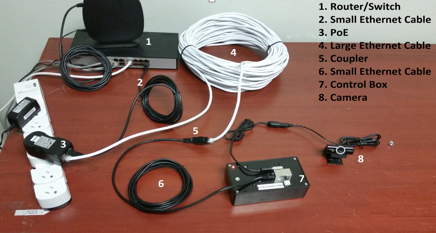 1. Router/Switch
2. Small Ethernet Cable
3. PoE
4. Large Ethernet Cable
5. Coupler
6. Small Ethernet Cable
7. Control Box
8. Camera
1
4
2
5
3
8
6
7